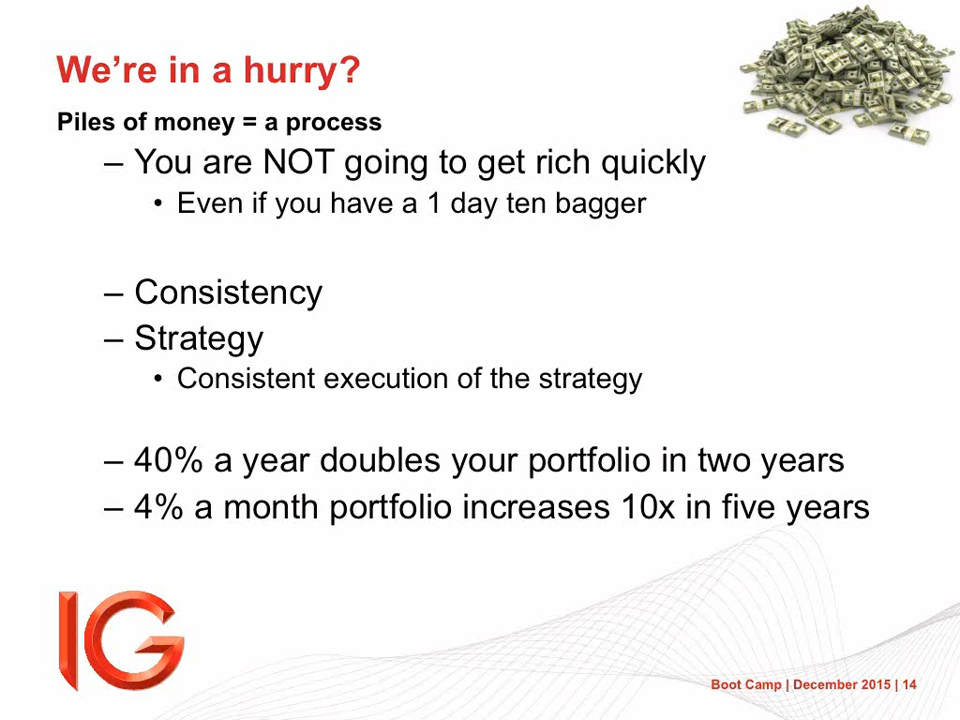 We're in a hurry?
Piles of money = a process
– You are NOT going to get rich quickly
• Even if you have a 1 day ten bagger
– Consistency
– Strategy
• Consistent execution of the strategy
– 40% a year doubles your portfolio in two years
– 4% a month portfolio increases 10x in five years
IG
Boot Camp | December 2015 | 14